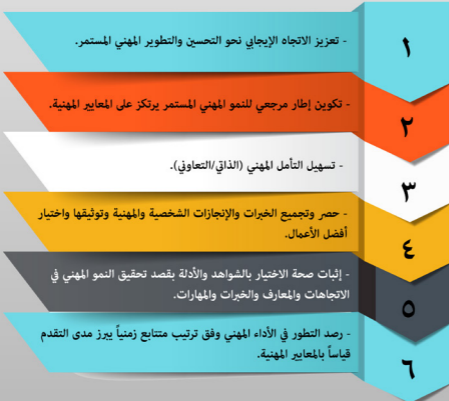 ١
- تعزيز الاتجاه الإيجابي نحو التحسين والتطوير المهني المستمر.
٢
- تكوين إطار مرجعي للنمو المهني المستمر يرتكز على المعايير المهنية.
٣
- تسهيل التأمل المهني (الذاتي/التعاوني).
٤
- حصر وتجميع الخبرات والإنجازات الشخصية والمهنية وتوثيقها واختيار
أفضل الأعمال.
٥
- إثبات صحة الاختيار بالشواهد والأدلة بقصد تحقيق النمو المهني في
الاتجاهات والمعارف والخبرات والمهارات.
٦
- رصد التطور في الأداء المهني وفق ترتيب متتابع زمنياً يبرز مدى التقدم
قياساً بالمعايير المهنية.